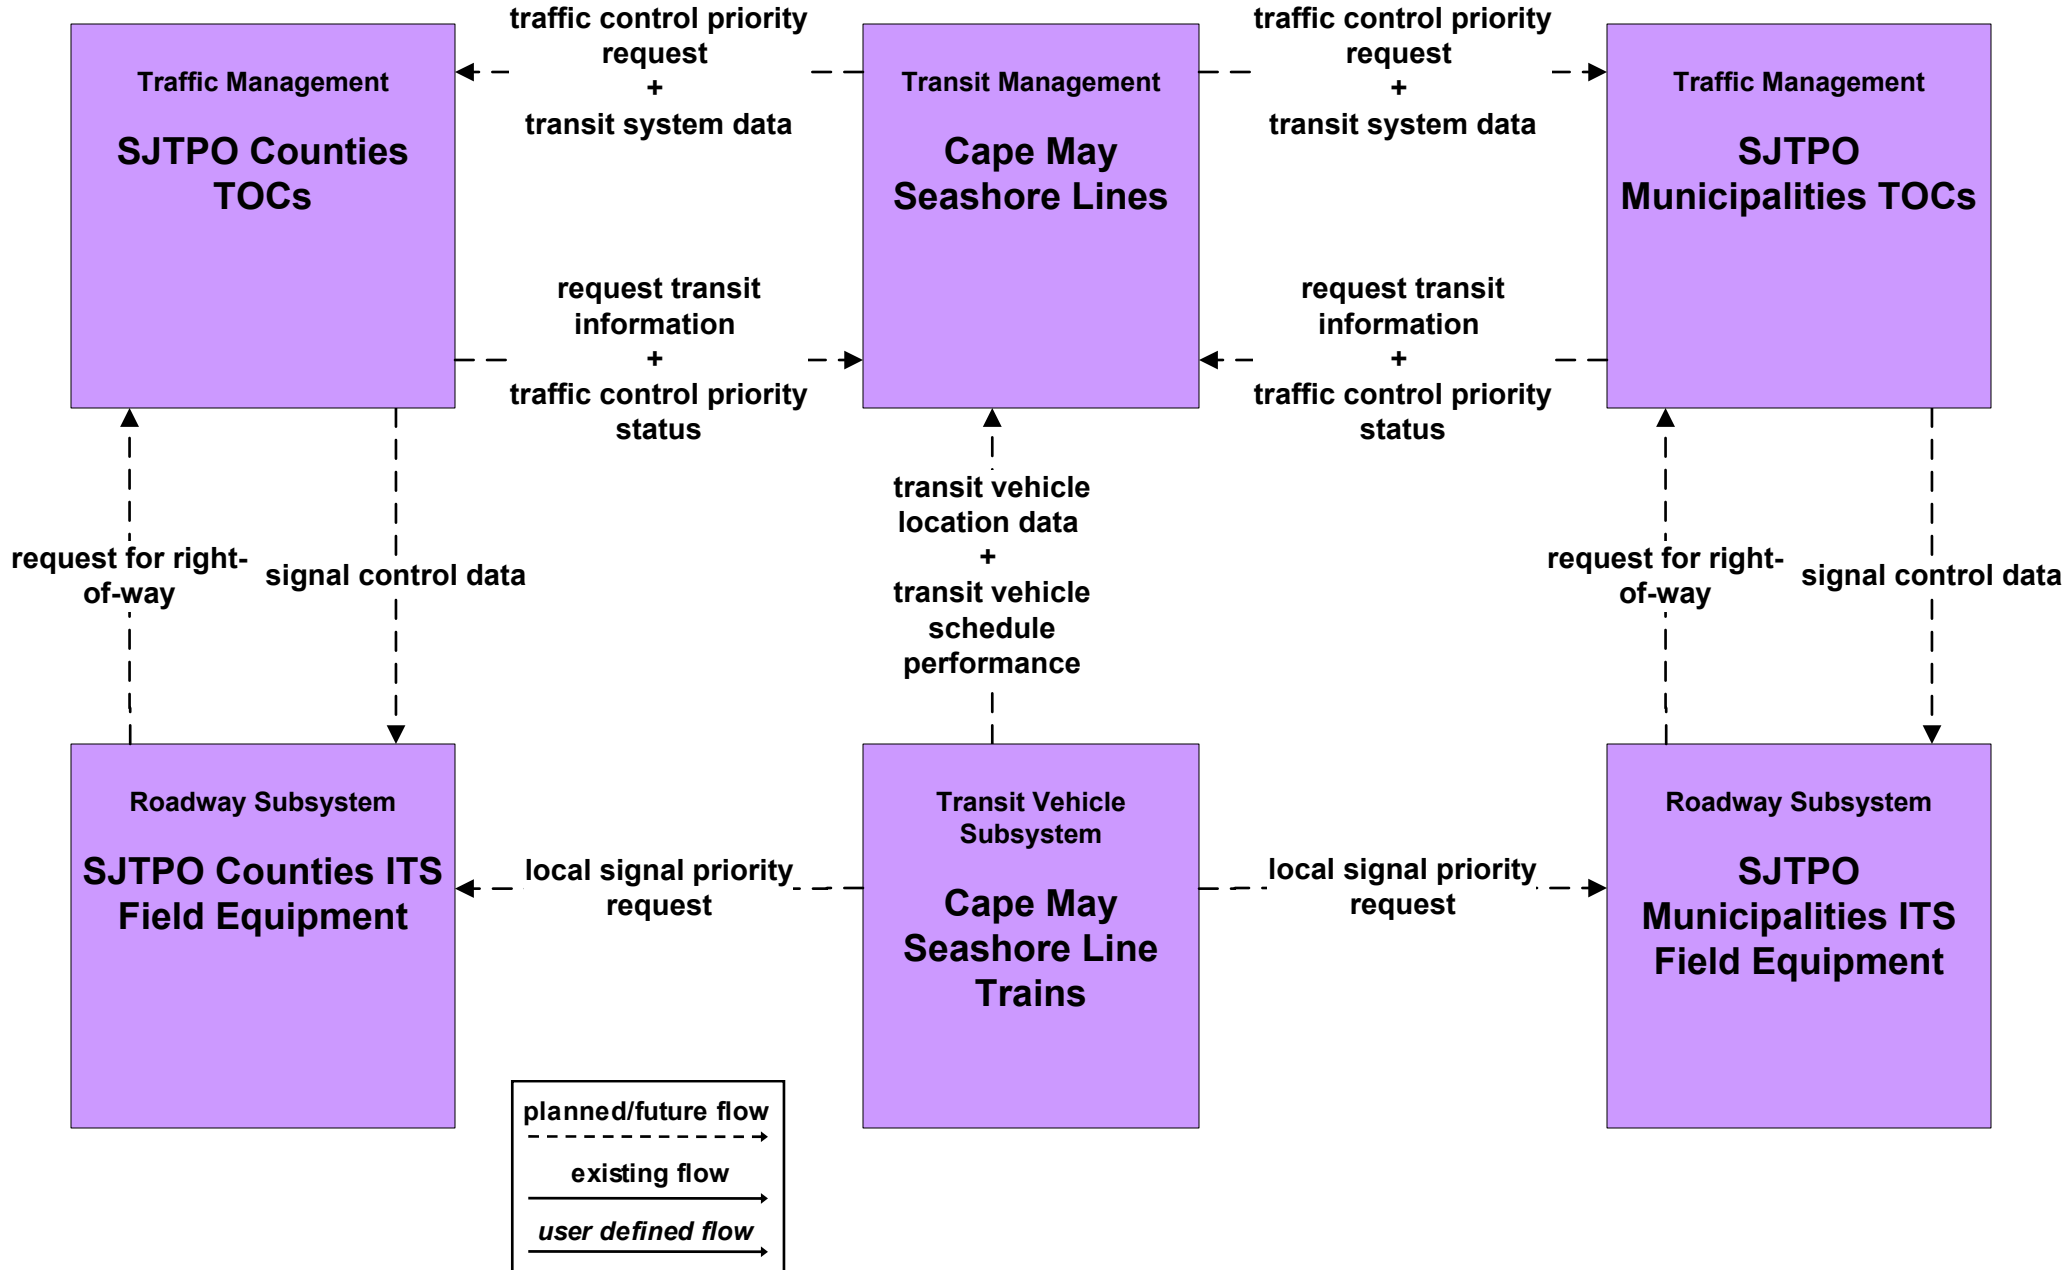 traffic control priority
request
+
transit system data
traffic control priority
request
+
transit system data
Traffic Management
SJTPO Counties
TOCs
Transit Management
Cape May
Seashore Lines
Traffic Management
SJTPO
Municipalities TOCs
request transit
information
+
traffic control priority
status
request transit
information
+
traffic control priority
status
request for right-
of-way
signal control data
transit vehicle
location data
+
transit vehicle
schedule
performance
request for right-
of-way
signal control data
Roadway Subsystem
SJTPO Counties ITS
Field Equipment
local signal priority
request
Transit Vehicle
Subsystem
Cape May
Seashore Line
Trains
local signal priority
request
Roadway Subsystem
SJTPO
Municipalities ITS
Field Equipment
planned/future flow
existing flow
user defined flow